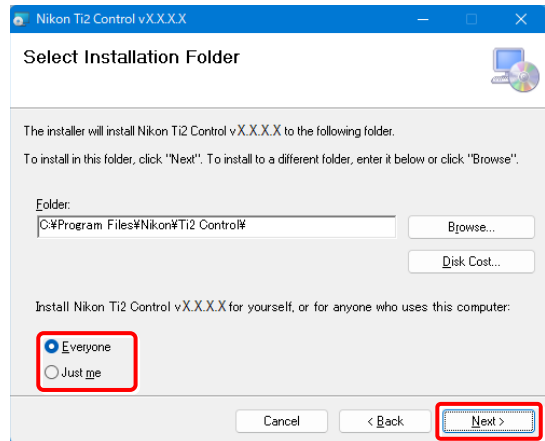 Nikon Ti2 Control vX.X.X.X
Select Installation Folder
The installer will install Nikon Ti2 Control vX.X.X.X to the following folder.
To install in this folder, click "Next". To install to a different folder, enter it below or click "Browse".
Folder:
C:¥Program Files¥Nikon¥Ti2 Control¥
Browse...
Disk Cost...
Install Nikon Ti2 Control vX.X.X.X for yourself, or for anyone who uses this computer:
Everyone
Just me
Cancel < Back Next >